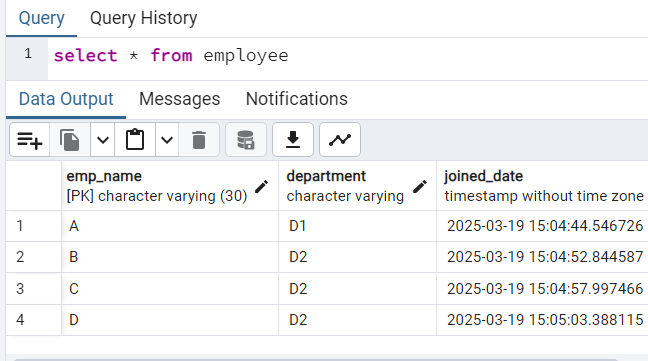 Query Query History
1 select * from employee
Data Output Messages Notifications
emp_name department joined_date
[PK] character varying (30) character varying timestamp without time zone
1 A D1 2025-03-19 15:04:44.546726
2 B D2 2025-03-19 15:04:52.844587
3 C D2 2025-03-19 15:04:57.997466
4 D D2 2025-03-19 15:05:03.388115